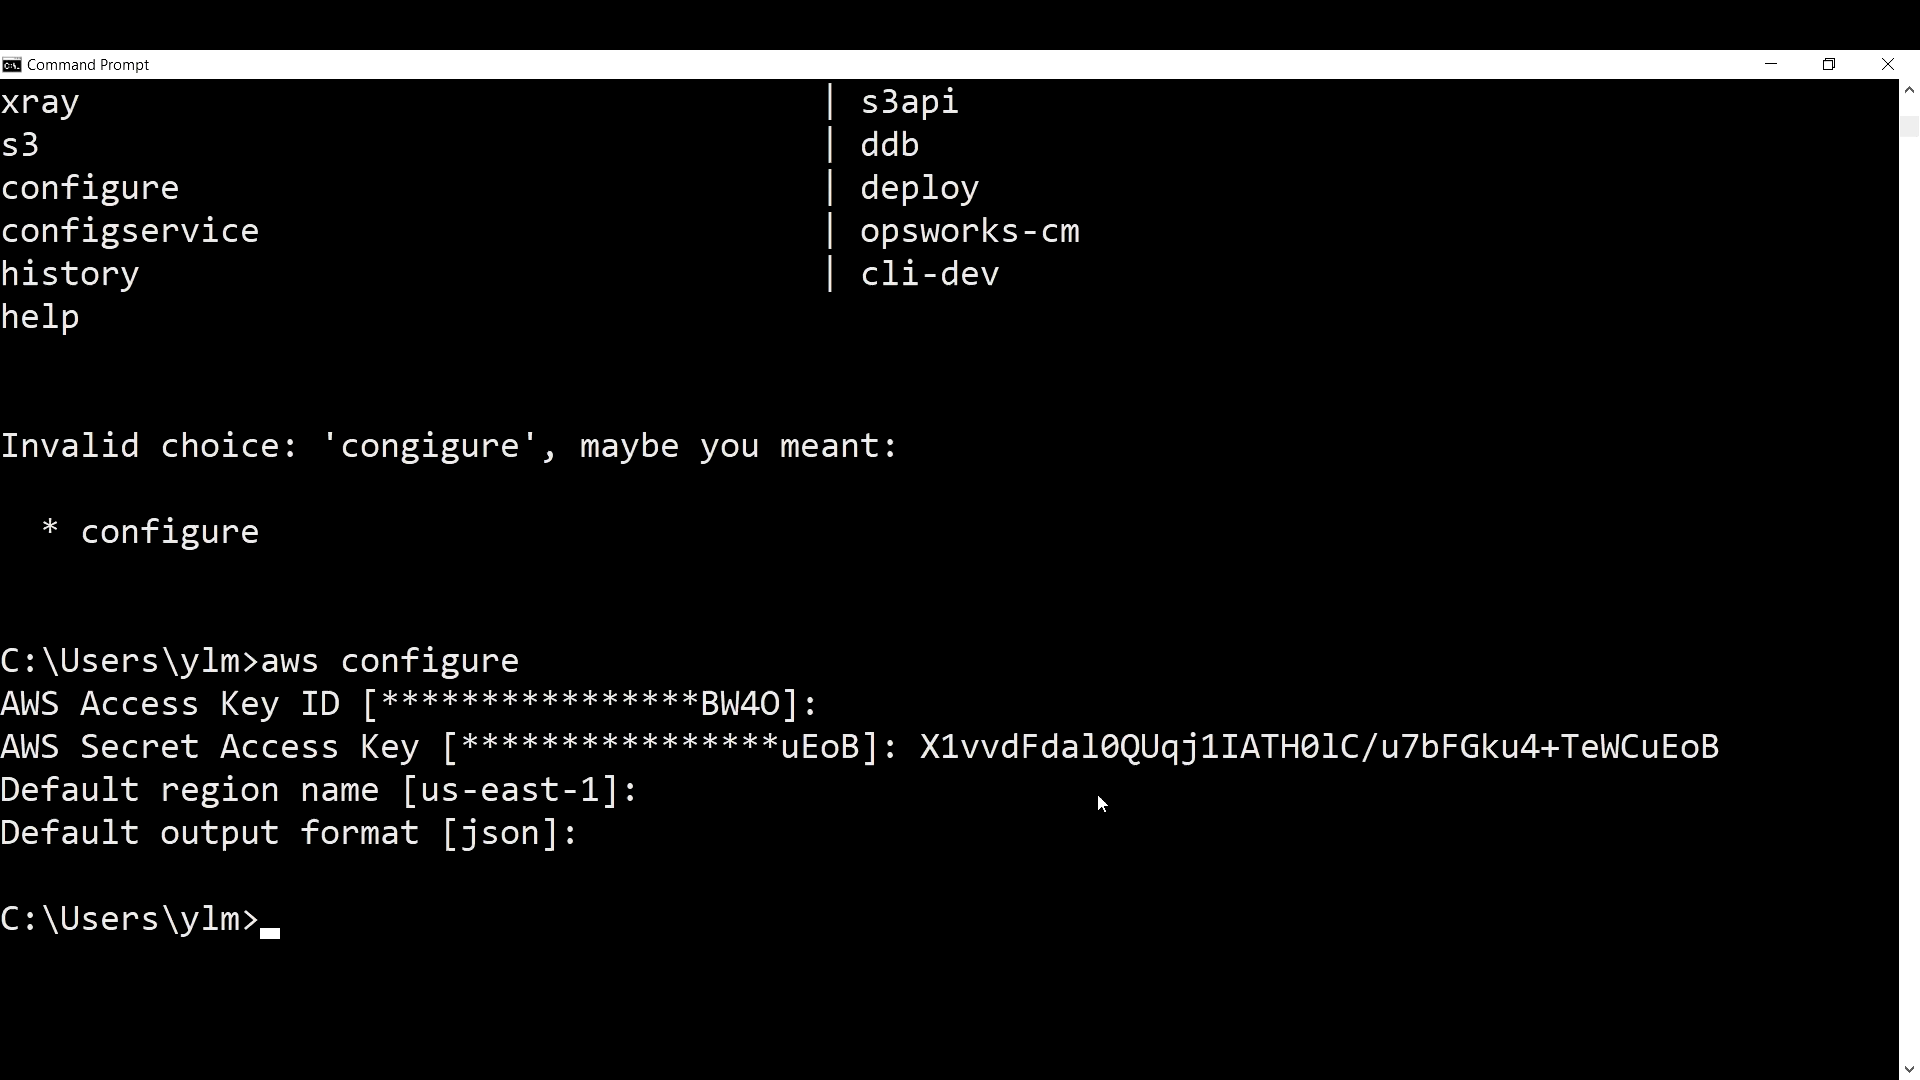 Command Prompt
xray | s3api
s3 | ddb
configure | deploy
configservice | opsworks-cm
history | cli-dev
help
Invalid choice: 'congigure', maybe you meant:
* configure
C:\Users\ylm>aws configure
AWS Access Key ID [****************BW4O]:
AWS Secret Access Key [****************uEoB]: X1vvdFdal0QUqj1IATH0lC/u7bFGku4+TeWCuEoB
Default region name [us-east-1]:
Default output format [json]:
C:\Users\ylm>